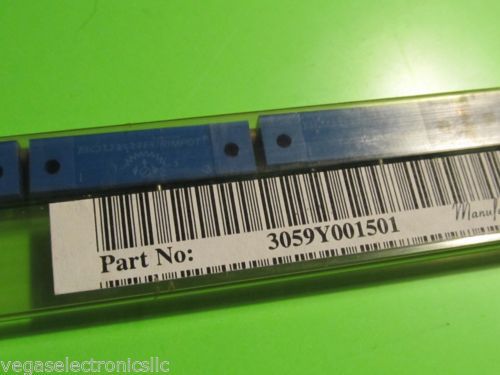 Part No: 3059Y001501
Manuf
vegaselectronicsllc